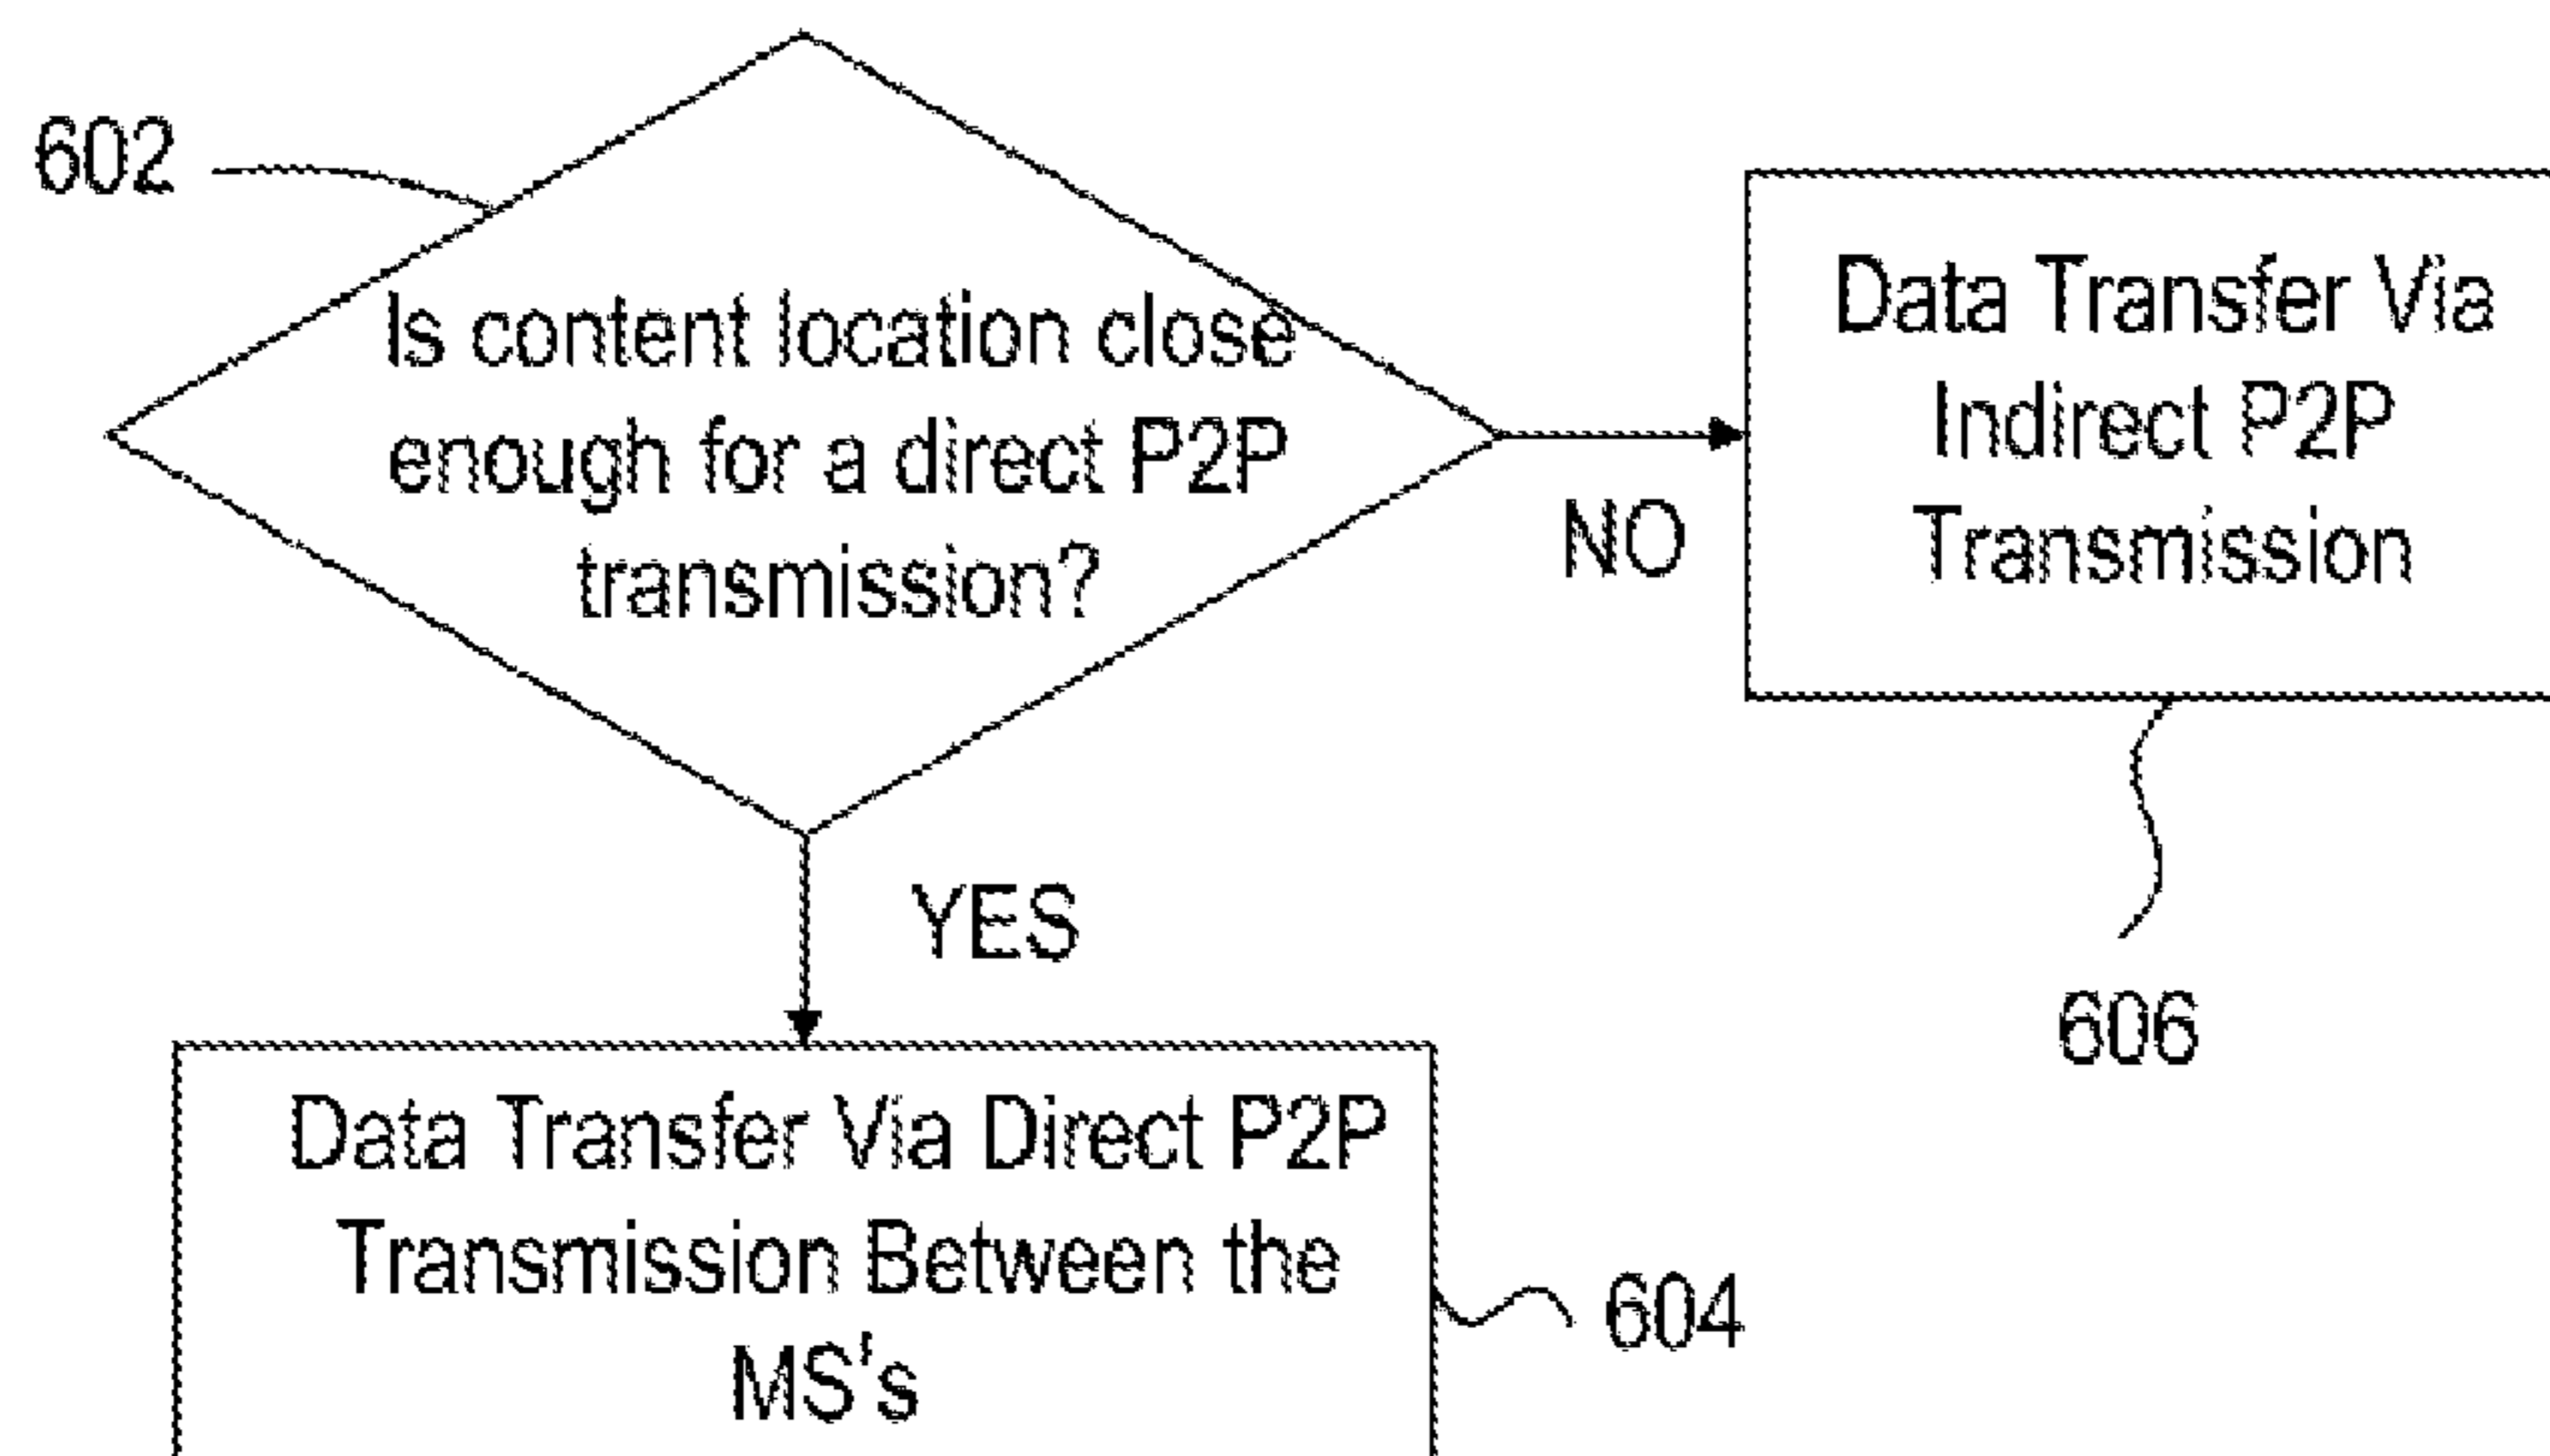 602
Is content location close
enough for a direct P2P
transmission?
NO
Data Transfer Via
Indirect P2P
Transmission
606
YES
Data Transfer Via Direct P2P
Transmission Between the
MS's
604